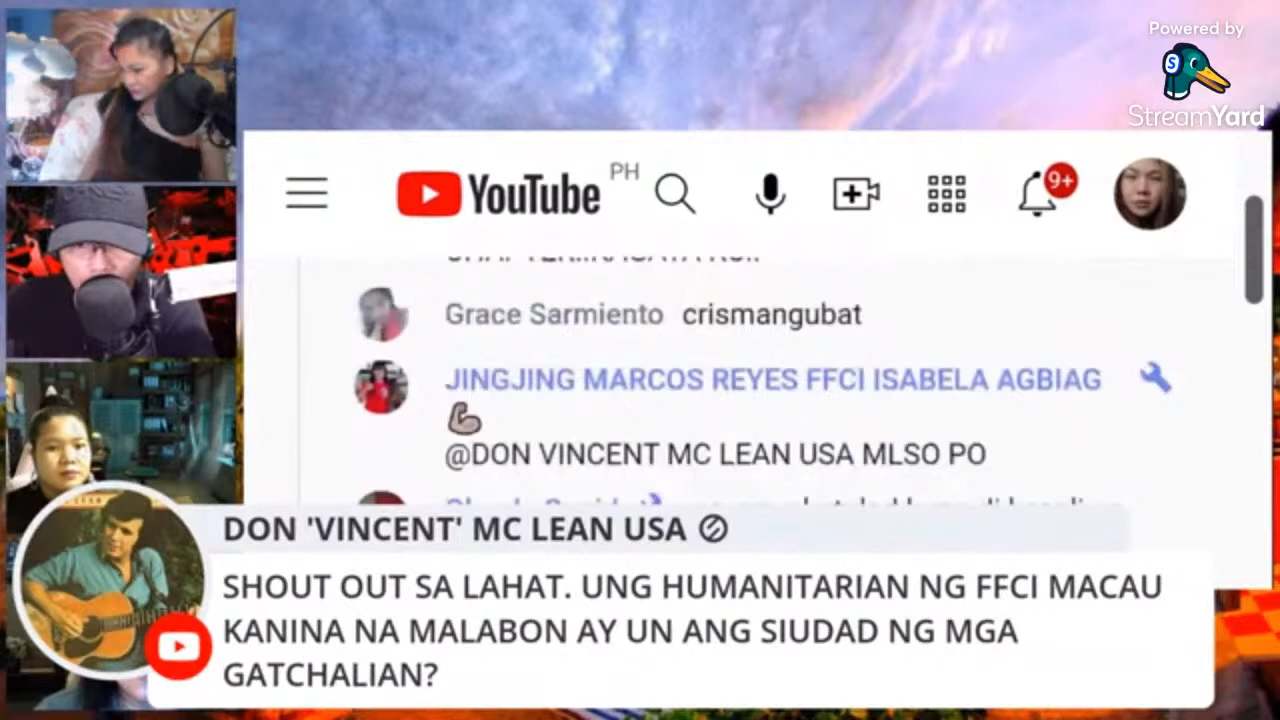 Powered by
StreamYard
YouTube PH
9+
Grace Sarmiento crismangubat
JINGJING MARCOS REYES FFCI ISABELA AGBIAG
@DON VINCENT MC LEAN USA MLSO PO
DON 'VINCENT' MC LEAN USA
SHOUT OUT SA LAHAT. UNG HUMANITARIAN NG FFCI MACAU
KANINA NA MALABON AY UN ANG SIUDAD NG MGA
GATCHALIAN?